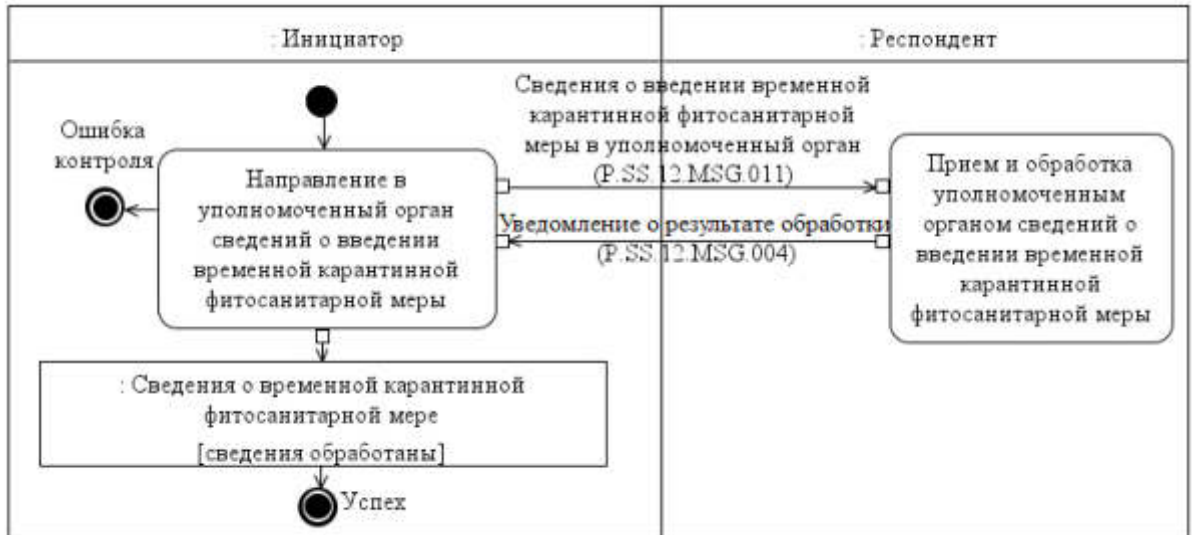 : Инициатор
: Респондент
Сведения о введении временной
карантинной фитосанитарной
меры в уполномоченный орган
(P.SS.12.MSG.011)
Ошибка
контроля
Направление в
уполномоченный орган
сведений о введении
временной карантинной
фитосанитарной меры
Уведомление о результате обработки
(P.SS.12.MSG.004)
Прием и обработка
уполномоченным
органом сведений о
введении временной
карантинной
фитосанитарной меры
: Сведения о временной карантинной
фитосанитарной мере
[сведения обработаны]
Успех